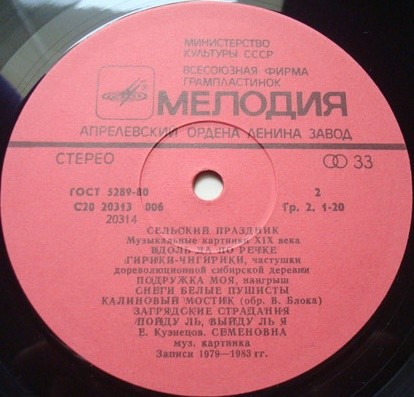 МИНИСТЕРСТВО
КУЛЬТУРЫ СССР
ВСЕСОЮЗНАЯ ФИРМА
ГРАМПЛАСТИНОК
МЕЛОДИЯ
АПРЕЛЕВСКИЙ ОРДЕНА ЛЕНИНА ЗАВОД
СТЕРЕО 33
ГОСТ 5289-80 2
С20 20313 006 Гр. 2. 1-20
20314
СЕЛЬСКИЙ ПРАЗДНИК
Музыкальные картинки XIX века
ВДОЛЬ ДА ПО РЕЧКЕ
ГИРИКИ-ЧИГИРИКИ, частушки
дореволюционной сибирской деревни
ПОДРУЖКА МОЯ, наигрыш
СНЕГИ БЕЛЫЕ ПУШИСТЫ
КАЛИНОВЫЙ МОСТИК (обр. В. Блока)
ЗАГРЯДСКИЕ СТРАДАНИЯ
ПОЙДУ ЛЬ, ВЫЙДУ ЛЬ Я
Е. Кузнецов. СЕМЕНОВНА
муз. картинка
Записи 1979—1983 гг.